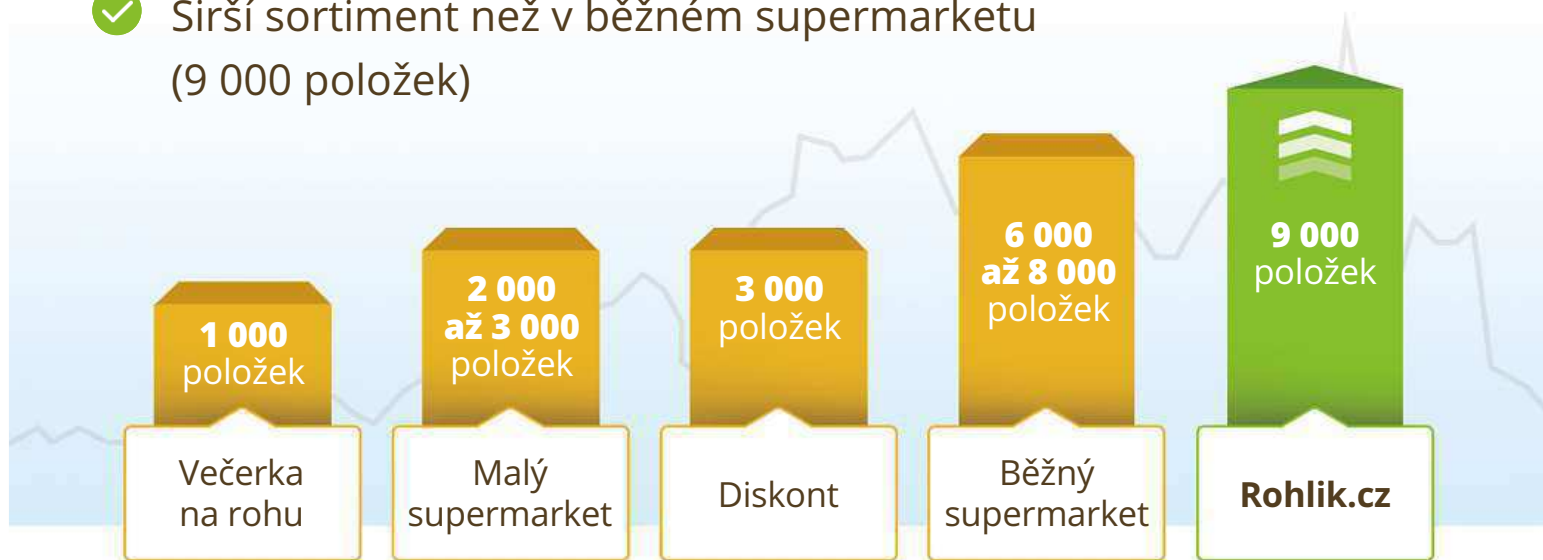 Širší sortiment než v běžném supermarketu
(9 000 položek)
1 000
položek
2 000
až 3 000
položek
3 000
položek
6 000
až 8 000
položek
9 000
položek
Večerka
na rohu
Malý
supermarket
Diskont
Běžný
supermarket
Rohlik.cz